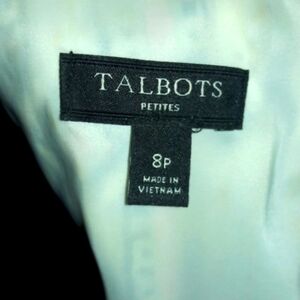 TALBOTS
PETITES
8P
MADE IN
VIETNAM